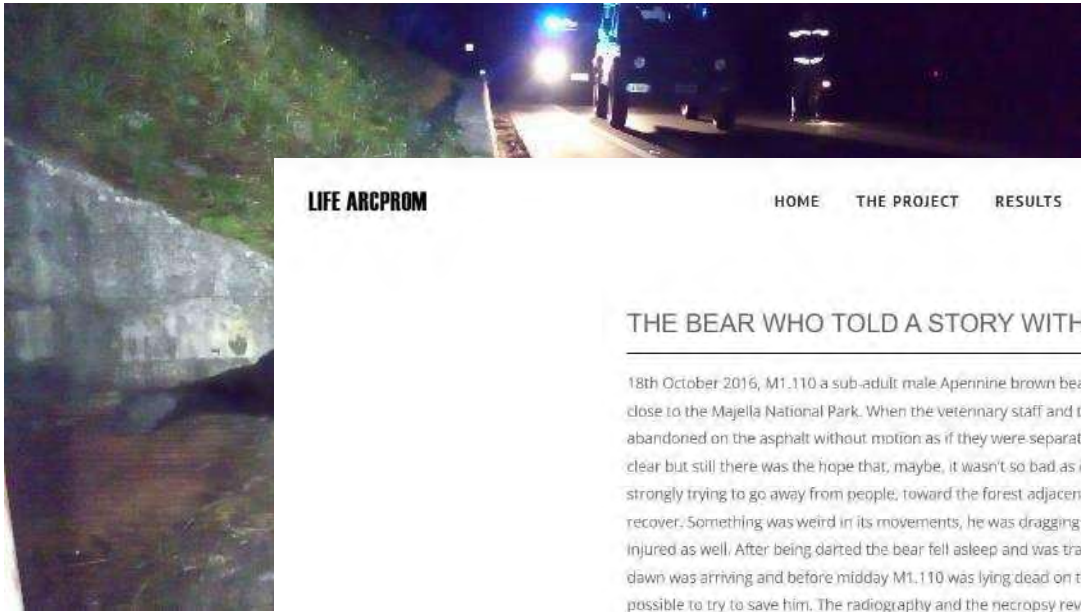 LIFE ARCPROM
HOME THE PROJECT RESULTS
THE BEAR WHO TOLD A STORY WITH
18th October 2016, M1.110 a sub-adult male Apennine brown bea
close to the Majella National Park. When the veterinary staff and t
abandoned on the asphalt without motion as if they were separat
clear but still there was the hope that, maybe, it wasn't so bad as
strongly trying to go away from people, toward the forest adjacen
recover. Something was weird in its movements, he was dragging
injured as well. After being darted the bear fell asleep and was tra
dawn was arriving and before midday M1.110 was lying dead on t
possible to try to save him. The radiography and the necropsy rev